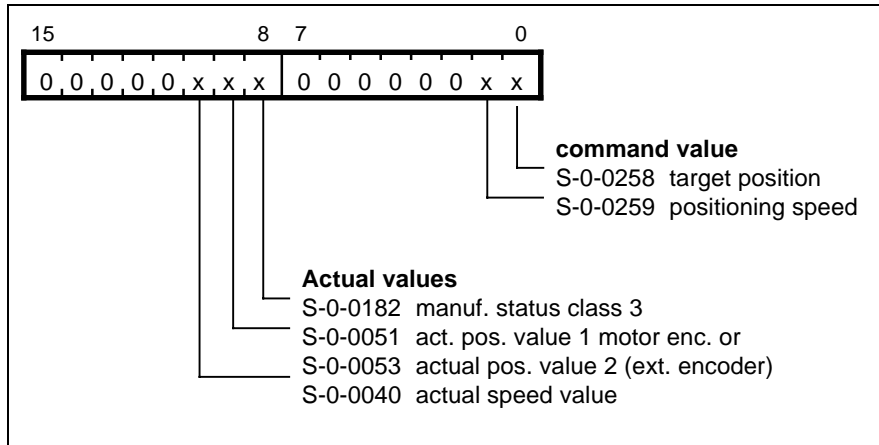 15 8 7 0
0 0 0 0 0 x x x 0 0 0 0 0 0 x x
command value
S-0-0258 target position
S-0-0259 positioning speed
Actual values
S-0-0182 manuf. status class 3
S-0-0051 act. pos. value 1 motor enc. or
S-0-0053 actual pos. value 2 (ext. encoder)
S-0-0040 actual speed value